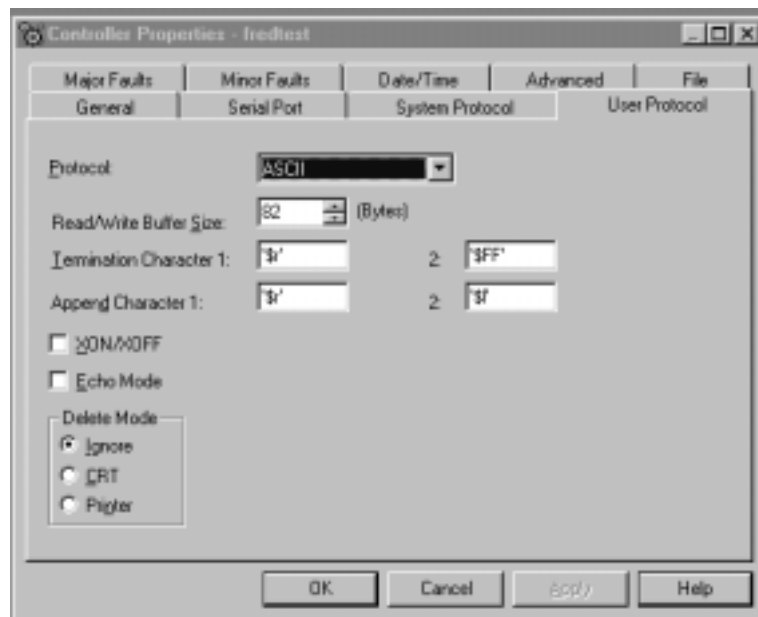 Controller Properties - fredtest
Major Faults Minor Faults Date/Time Advanced File
General Serial Port System Protocol User Protocol
Protocol: ASCII
Read/Write Buffer Size: 82 (Bytes)
Termination Character 1: '$r' 2: '$FF'
Append Character 1: '$r' 2: '$l'
XON/XOFF
Echo Mode
Delete Mode
Ignore
CRT
Printer
OK Cancel Apply Help